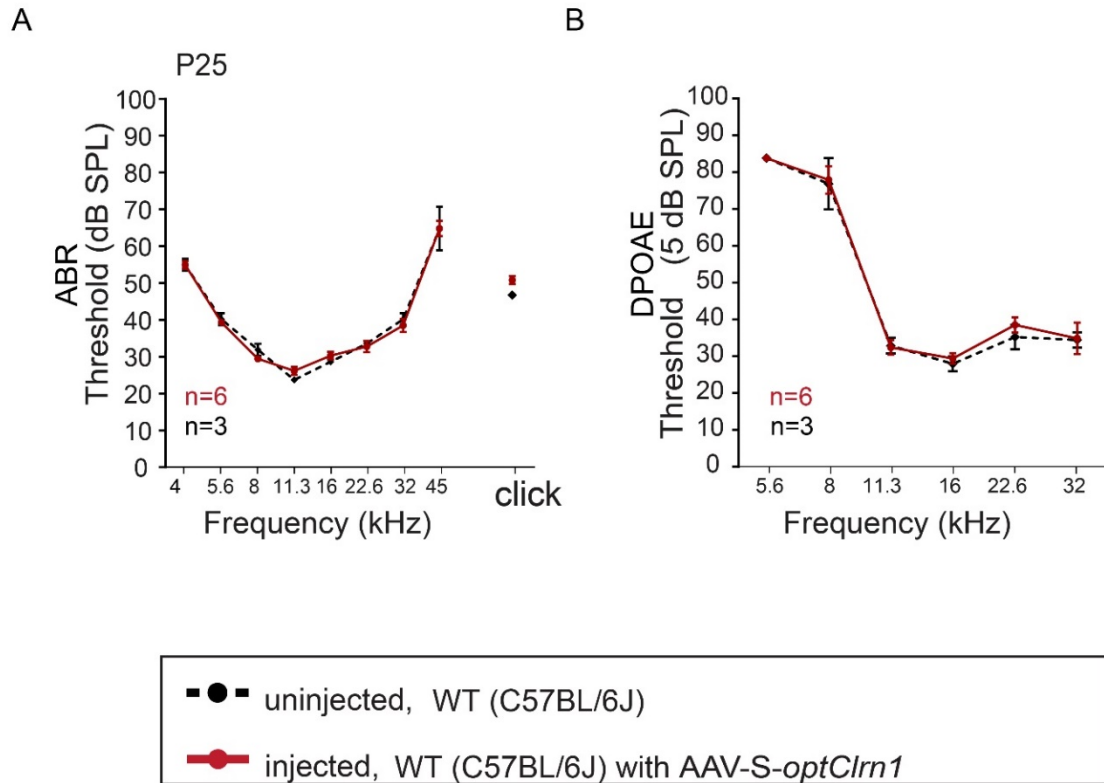 A
P25
ABR
Threshold (dB SPL)
100
90
80
70
60
50
40
30
20
10
0
n=6
n=3
4 5.6 8 11.3 16 22.6 32 45 click
Frequency (kHz)
B
DPOAE
Threshold (5 dB SPL)
100
90
80
70
60
50
40
30
20
10
0
n=6
n=3
5.6 8 11.3 16 22.6 32
Frequency (kHz)
uninjected, WT (C57BL/6J)
injected, WT (C57BL/6J) with AAV-S-optClrn1